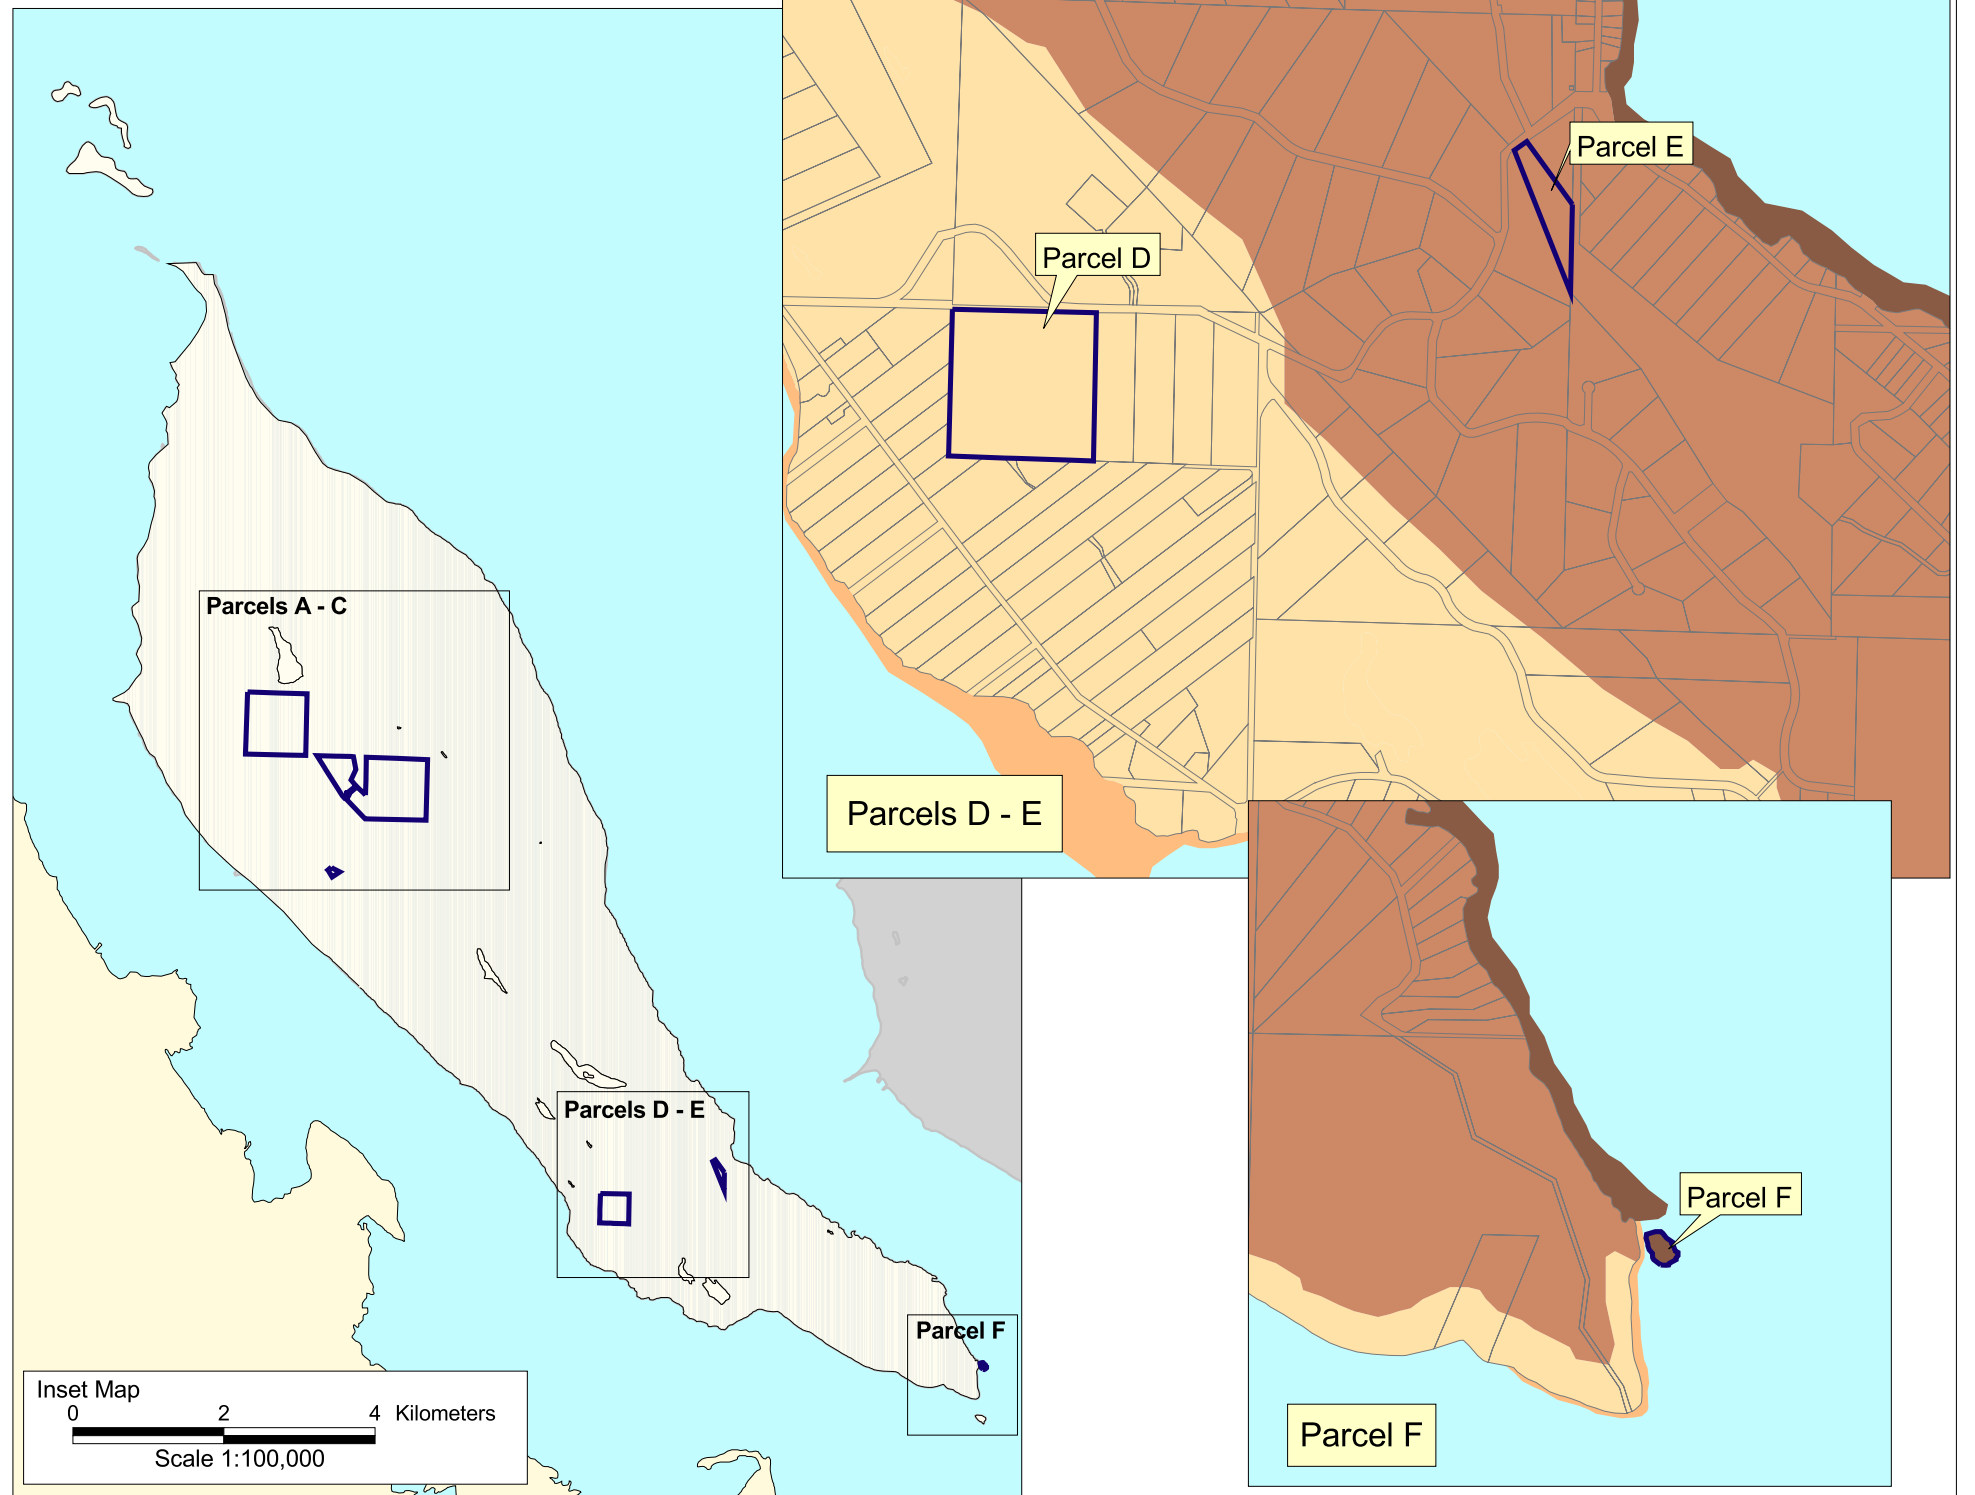 Parcel E
Parcel D
Parcels A - C
Parcels D - E
Parcels D - E
Parcel F
Parcel F
Parcel F
Inset Map
0 2 4 Kilometers
Scale 1:100,000